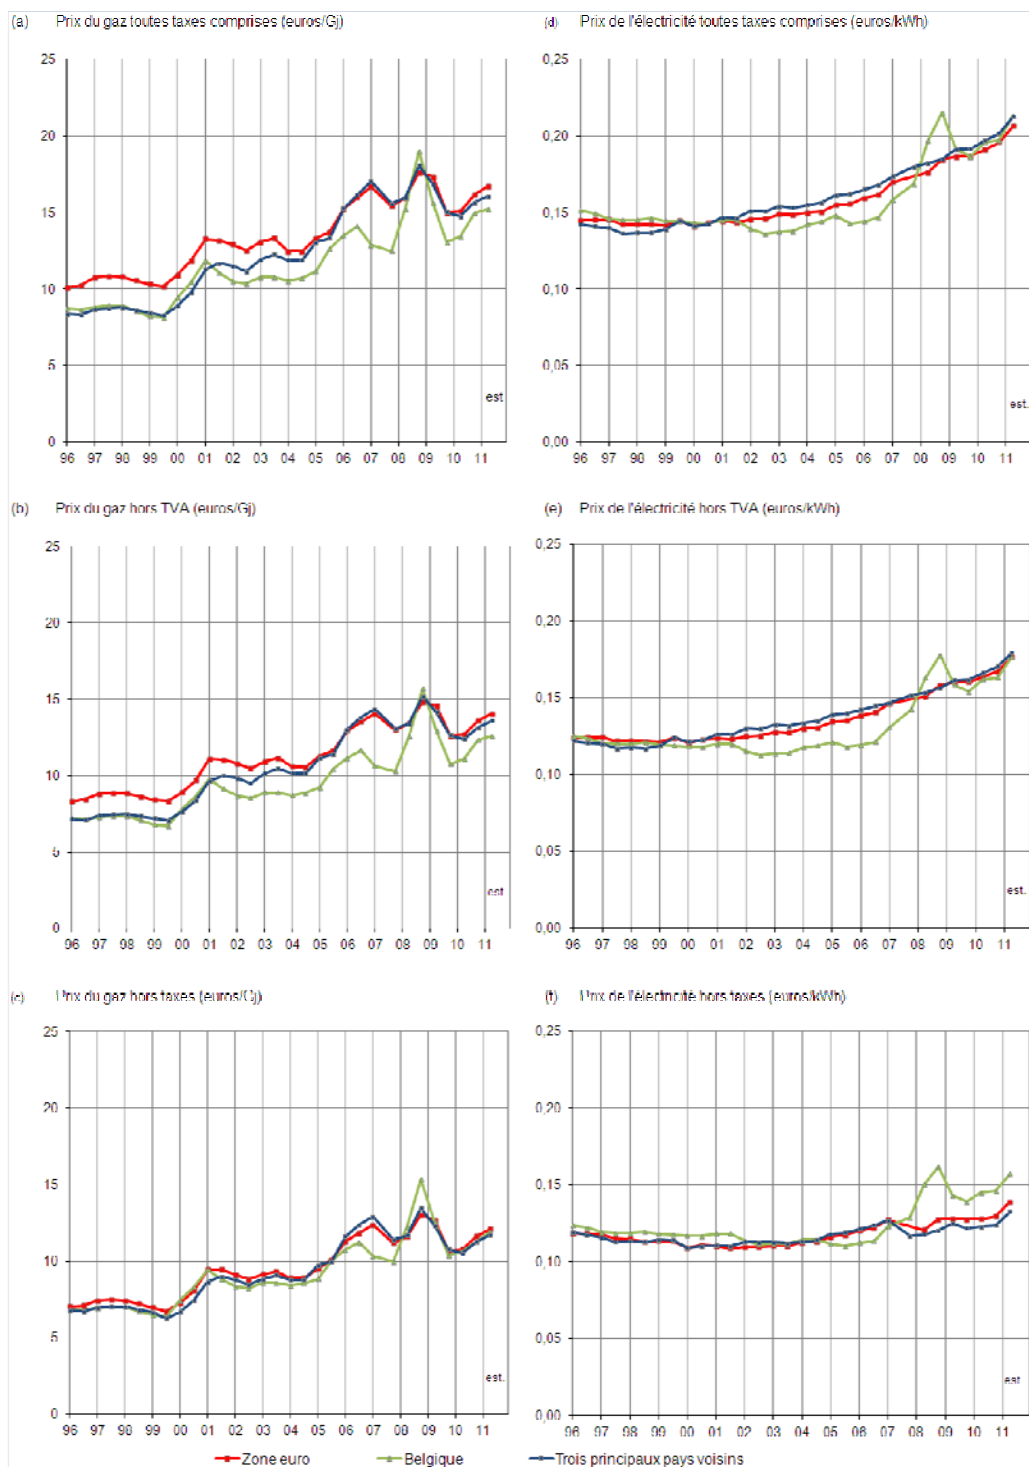 (a) Prix du gaz toutes taxes comprises (euros/Gj)
25
20
15
10
5
0
est
96 97 98 99 00 01 02 03 04 05 06 07 08 09 10 11
(d) Prix de l'électricité toutes taxes comprises (euros/kWh)
0,25
0,20
0,15
0,10
0,05
0,00
est.
96 97 98 99 00 01 02 03 04 05 06 07 08 09 10 11
(b) Prix du gaz hors TVA (euros/Gj)
25
20
15
10
5
0
est
96 97 98 99 00 01 02 03 04 05 06 07 08 09 10 11
(e) Prix de l'électricité hors TVA (euros/kWh)
0,25
0,20
0,15
0,10
0,05
0,00
est.
96 97 98 99 00 01 02 03 04 05 06 07 08 09 10 11
(c) Prix du gaz hors taxes (euros/Gj)
25
20
15
10
5
0
est.
96 97 98 99 00 01 02 03 04 05 06 07 08 09 10 11
(f) Prix de l'électricité hors taxes (euros/kWh)
0,25
0,20
0,15
0,10
0,05
0,00
est
96 97 98 99 00 01 02 03 04 05 06 07 08 09 10 11
Zone euro Belgique Trois principaux pays voisins